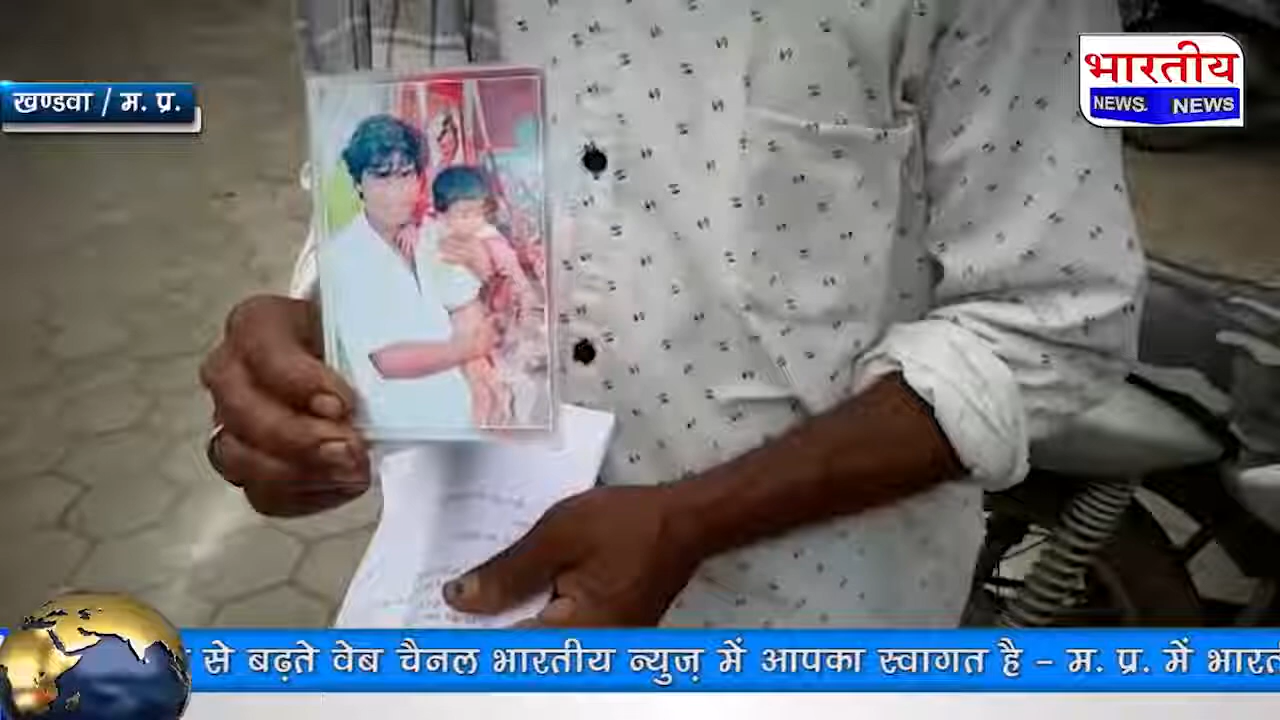 खण्डवा / म. प्र.
भारतीय
NEWS. NEWS
से बढ़ते वेब चैनल भारतीय न्युज़ में आपका स्वागत है - म. प्र. में भारत